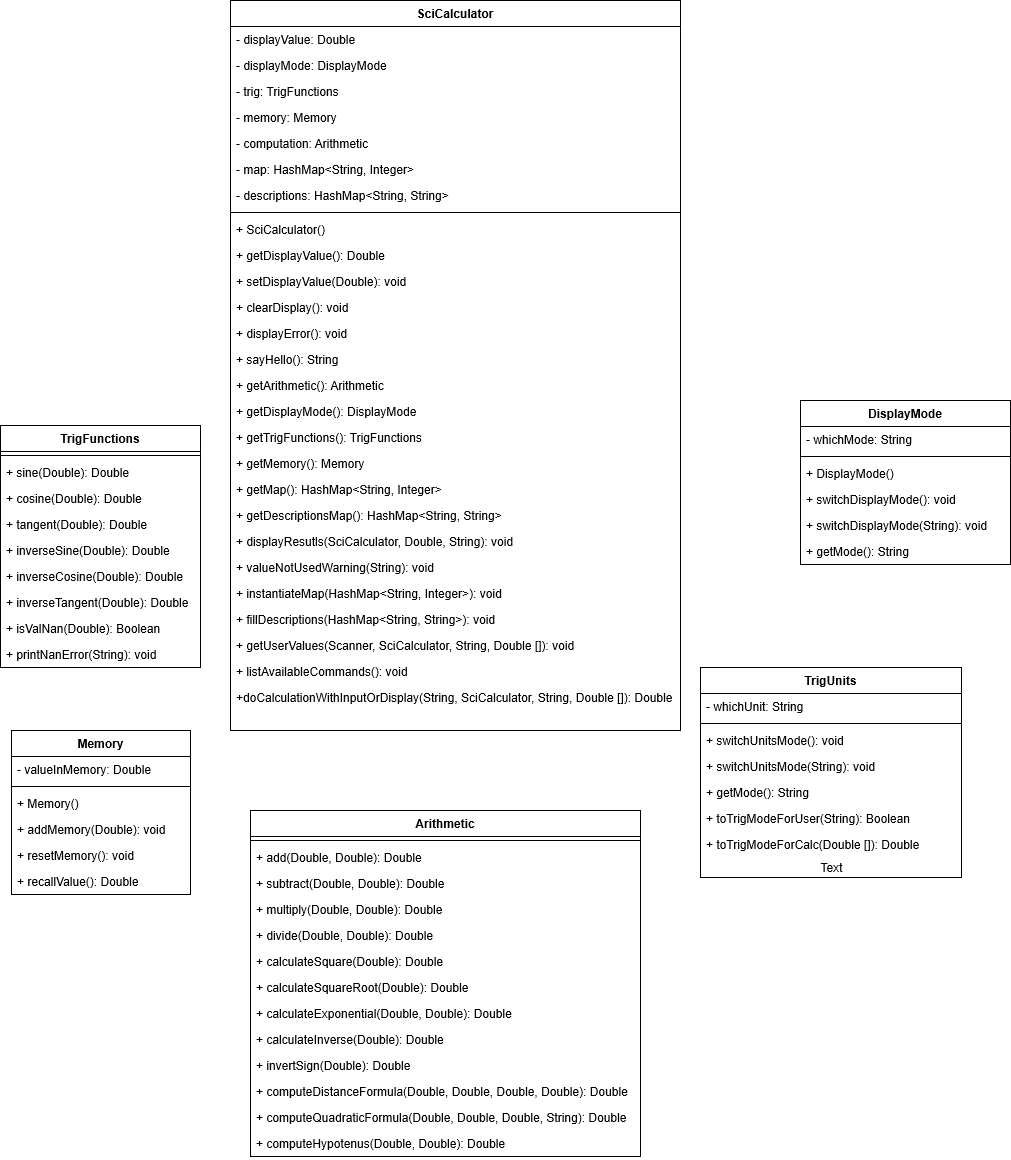 SciCalculator
- displayValue: Double
- displayMode: DisplayMode
- trig: TrigFunctions
- memory: Memory
- computation: Arithmetic
- map: HashMap<String, Integer>
- descriptions: HashMap<String, String>
+ SciCalculator()
+ getDisplayValue(): Double
+ setDisplayValue(Double): void
+ clearDisplay(): void
+ displayError(): void
+ sayHello(): String
+ getArithmetic(): Arithmetic
+ getDisplayMode(): DisplayMode
+ getTrigFunctions(): TrigFunctions
+ getMemory(): Memory
+ getMap(): HashMap<String, Integer>
+ getDescriptionsMap(): HashMap<String, String>
+ displayResutls(SciCalculator, Double, String): void
+ valueNotUsedWarning(String): void
+ instantiateMap(HashMap<String, Integer>): void
+ fillDescriptions(HashMap<String, String>): void
+ getUserValues(Scanner, SciCalculator, String, Double []): void
+ listAvailableCommands(): void
+doCalculationWithInputOrDisplay(String, SciCalculator, String, Double []): Double
TrigFunctions
+ sine(Double): Double
+ cosine(Double): Double
+ tangent(Double): Double
+ inverseSine(Double): Double
+ inverseCosine(Double): Double
+ inverseTangent(Double): Double
+ isValNan(Double): Boolean
+ printNanError(String): void
DisplayMode
- whichMode: String
+ DisplayMode()
+ switchDisplayMode(): void
+ switchDisplayMode(String): void
+ getMode(): String
TrigUnits
- whichUnit: String
+ switchUnitsMode(): void
+ switchUnitsMode(String): void
+ getMode(): String
+ toTrigModeForUser(String): Boolean
+ toTrigModeForCalc(Double []): Double
Text
Memory
- valueInMemory: Double
+ Memory()
+ addMemory(Double): void
+ resetMemory(): void
+ recallValue(): Double
Arithmetic
+ add(Double, Double): Double
+ subtract(Double, Double): Double
+ multiply(Double, Double): Double
+ divide(Double, Double): Double
+ calculateSquare(Double): Double
+ calculateSquareRoot(Double): Double
+ calculateExponential(Double, Double): Double
+ calculateInverse(Double): Double
+ invertSign(Double): Double
+ computeDistanceFormula(Double, Double, Double, Double): Double
+ computeQuadraticFormula(Double, Double, Double, String): Double
+ computeHypotenus(Double, Double): Double